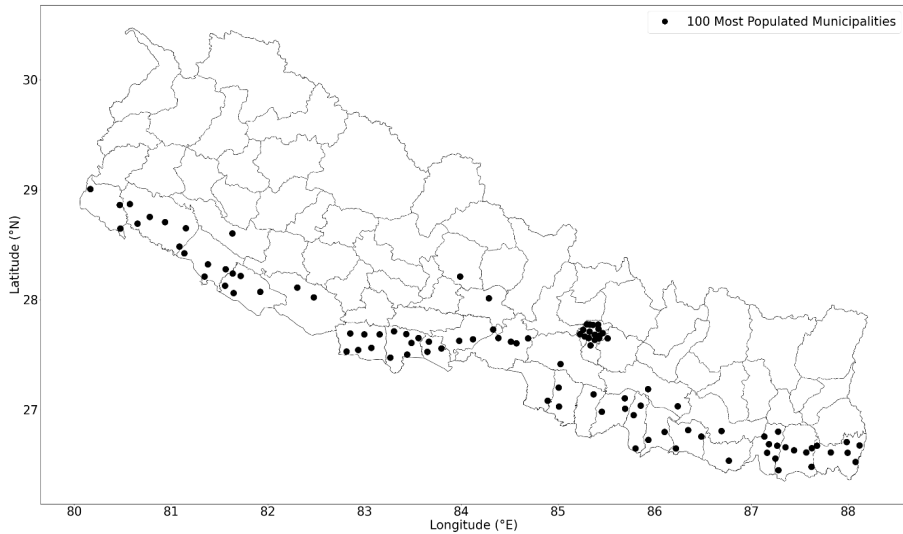 100 Most Populated Municipalities
30
29
28
27
Latitude (°N)
80 81 82 83 84 85 86 87 88
Longitude (°E)